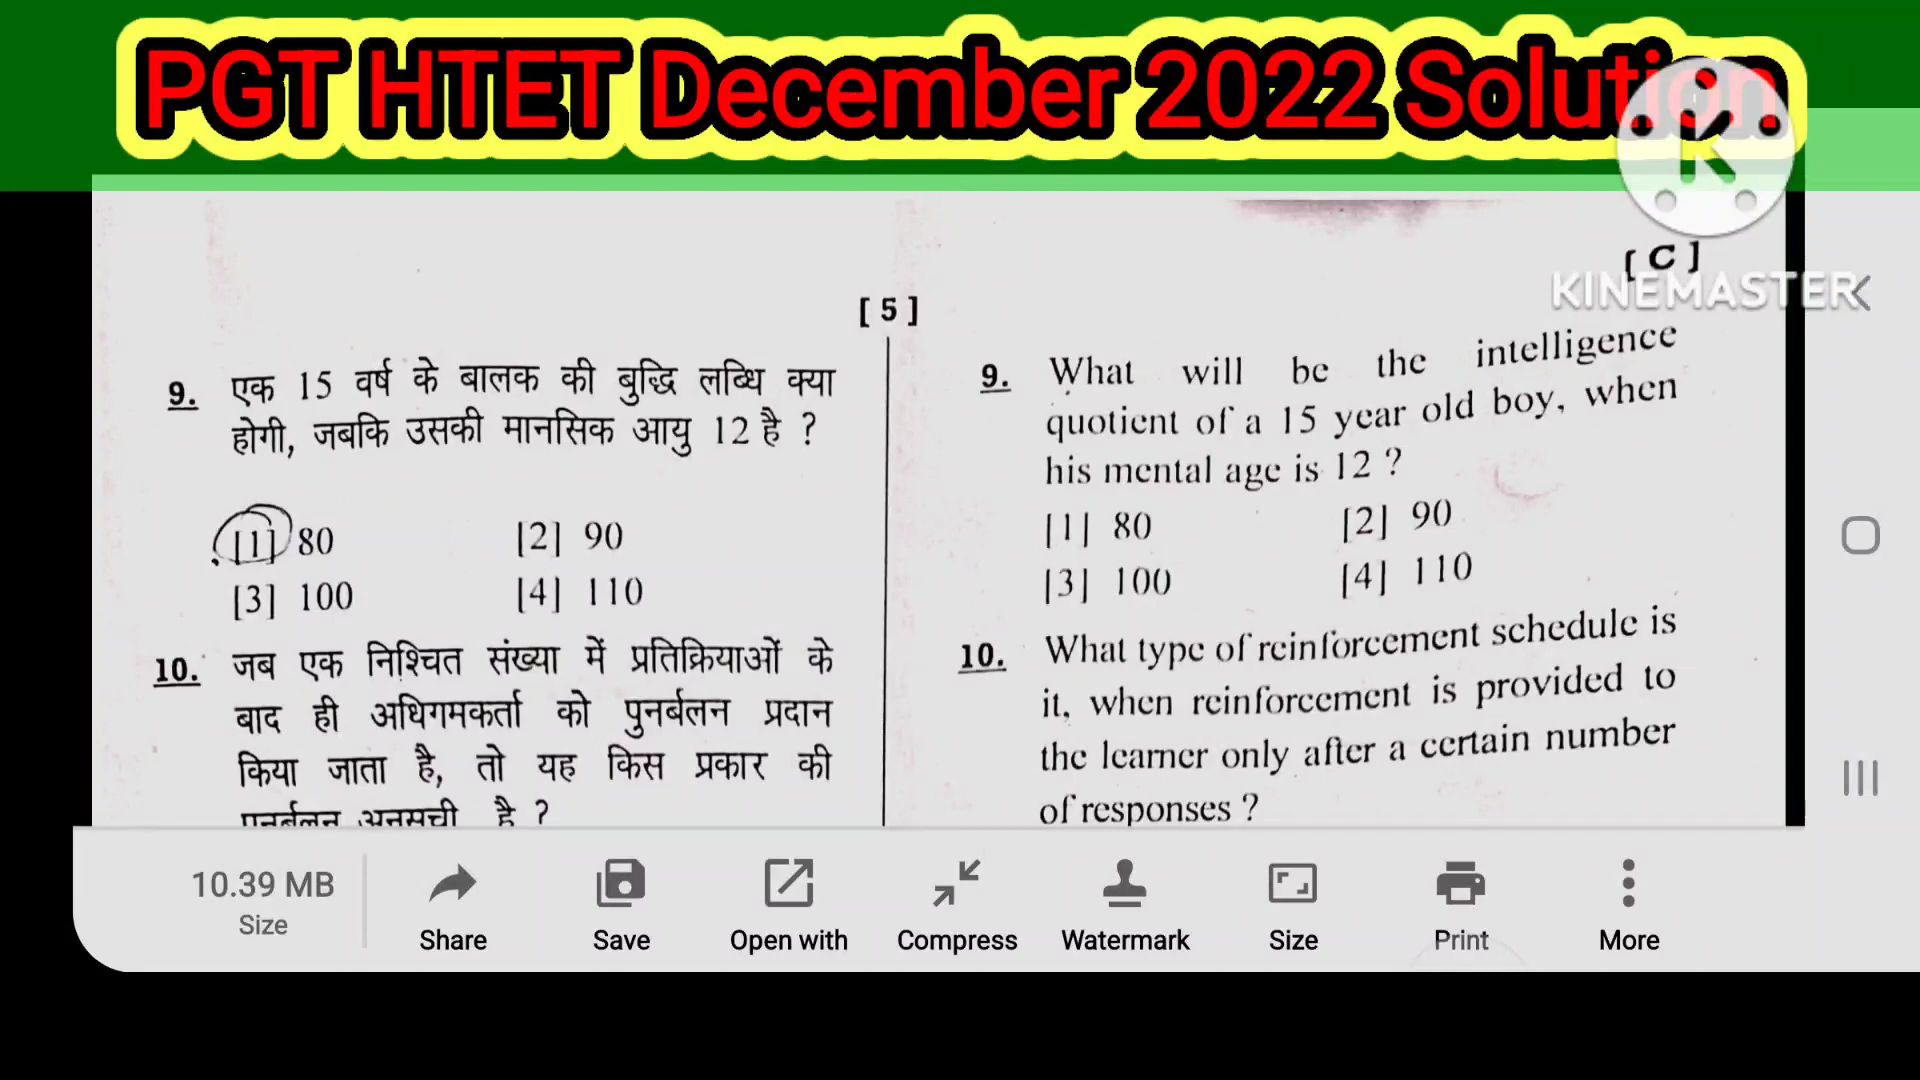 PGT HTET December 2022 Solution
[ C ]
KINEMASTER
[ 5 ]
9. एक 15 वर्ष के बालक की बुद्धि लब्धि क्या
होगी, जबकि उसकी मानसिक आयु 12 है ?
[1] 80 [2] 90
[3] 100 [4] 110
10. जब एक निश्चित संख्या में प्रतिक्रियाओं के
बाद ही अधिगमकर्ता को पुनर्बलन प्रदान
किया जाता है, तो यह किस प्रकार की
पुनर्बलन अनुसूची है ?
9. What will be the intelligence
quotient of a 15 year old boy, when
his mental age is 12 ?
[1] 80 [2] 90
[3] 100 [4] 110
10. What type of reinforcement schedule is
it, when reinforcement is provided to
the learner only after a certain number
of responses ?
10.39 MB
Size
Share
Save
Open with
Compress
Watermark
Size
Print
More